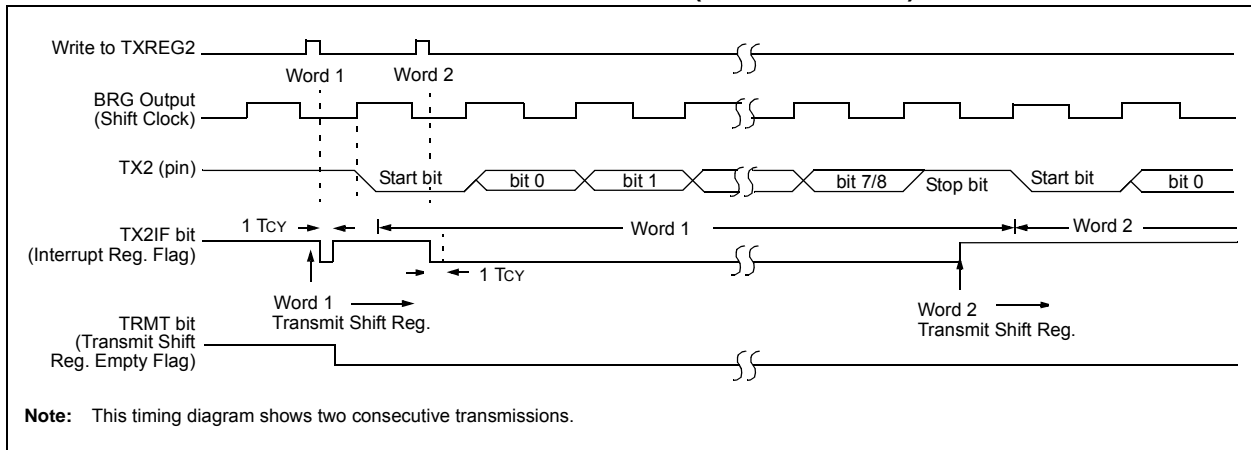 Write to TXREG2
Word 1
Word 2
BRG Output
(Shift Clock)
TX2 (pin)
Start bit
bit 0
bit 1
bit 7/8
Stop bit
Start bit
bit 0
1 TCY
Word 1
Word 2
TX2IF bit
(Interrupt Reg. Flag)
1 TCY
Word 1
Transmit Shift Reg.
Word 2
Transmit Shift Reg.
TRMT bit
(Transmit Shift
Reg. Empty Flag)
Note: This timing diagram shows two consecutive transmissions.